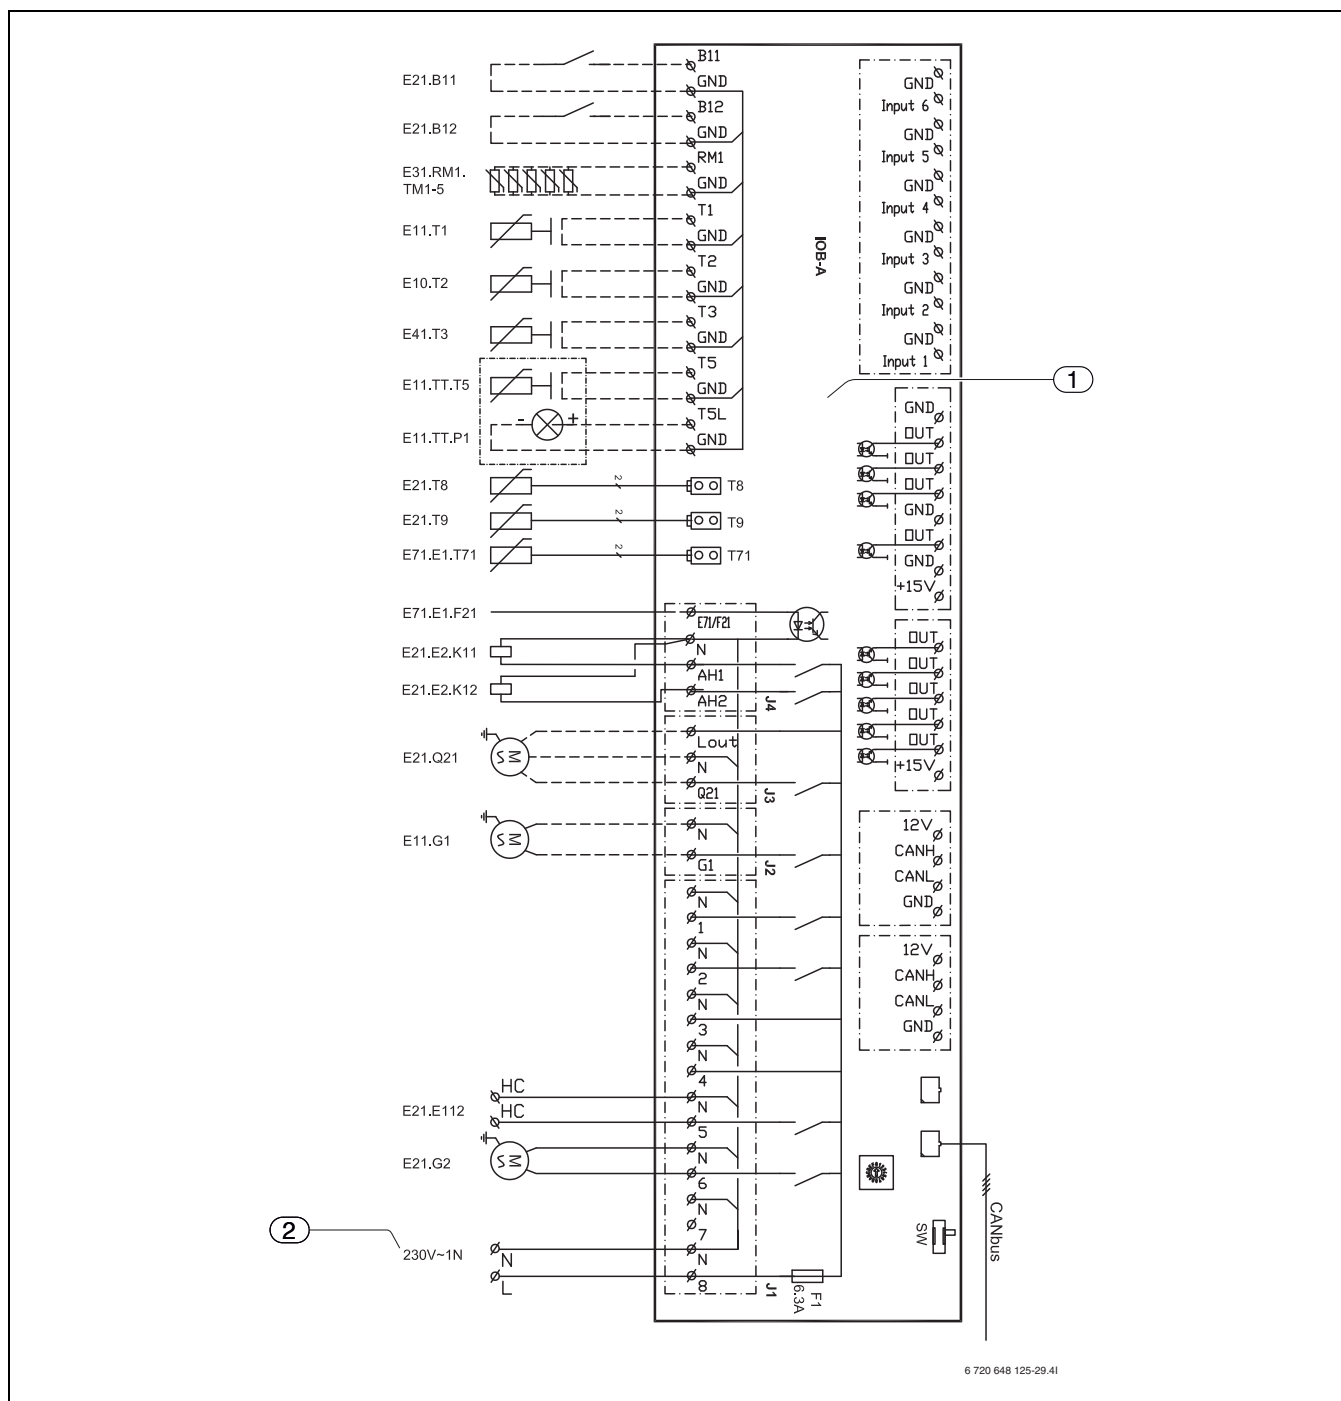 E21.B11
E21.B12
E31.RM1.
TM1-5
E11.T1
E10.T2
E41.T3
E11.TT.T5
- +
E11.TT.P1
E21.T8
E21.T9
E71.E1.T71
E71.E1.F21
E21.E2.K11
E21.E2.K12
E21.Q21
E11.G1
E21.E112
E21.G2
230V~1N
2
2
2
2
M
M
HC
HC
M
N
L
B11
GND
B12
GND
RM1
GND
T1
GND
T2
GND
T3
GND
T5
GND
T5L
GND
T8
T9
T71
E71/F21
N
AH1
AH2
J4
Lout
N
Q21
J3
N
G1
J2
N
1
N
2
N
3
N
4
N
5
N
6
N
7
N
8
J1
F1
6.3A
IOB-A
GND
Input 6
GND
Input 5
GND
Input 4
GND
Input 3
GND
Input 2
GND
Input 1
1
GND
OUT
OUT
OUT
GND
OUT
GND
+15V
OUT
OUT
OUT
OUT
OUT
+15V
12V
CANH
CANL
GND
12V
CANH
CANL
GND
SW
CANbus
6 720 648 125-29.4I